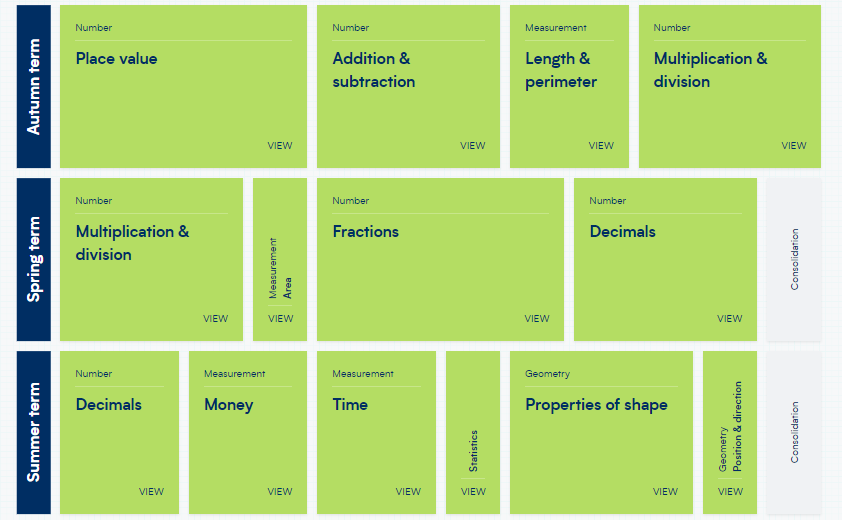 Autumn term
Number
Place value
VIEW
Number
Addition &
subtraction
VIEW
Measurement
Length &
perimeter
VIEW
Number
Multiplication &
division
VIEW
Spring term
Number
Multiplication &
division
VIEW
Measurement
Area
VIEW
Number
Fractions
VIEW
Number
Decimals
VIEW
Consolidation
Summer term
Number
Decimals
VIEW
Measurement
Money
VIEW
Measurement
Time
VIEW
Statistics
VIEW
Geometry
Properties of shape
VIEW
Geometry
Position & direction
VIEW
Consolidation